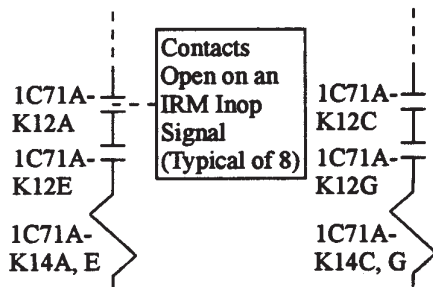 1C71A-
K12A
1C71A-
K12E
1C71A-
K14A, E
Contacts
Open on an
IRM Inop
Signal
(Typical of 8)
1C71A-
K12C
1C71A-
K12G
1C71A-
K14C, G